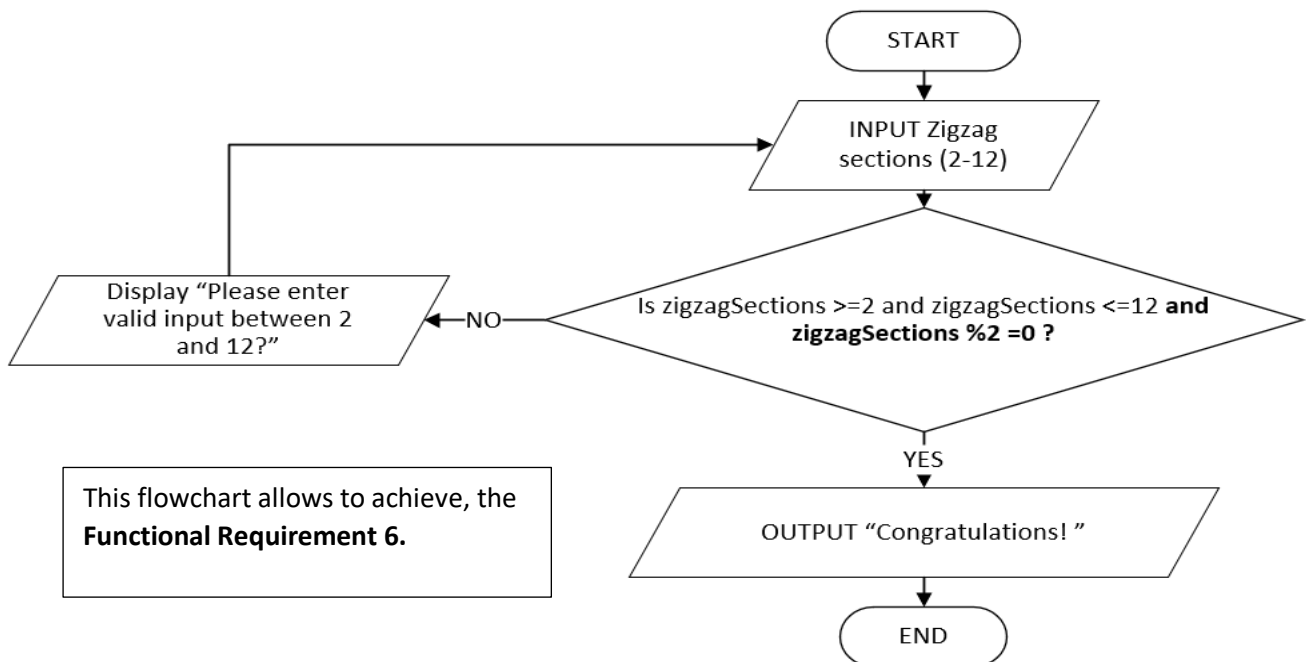 START
INPUT Zigzag
sections (2-12)
Is zigzagSections >=2 and zigzagSections <=12 and
zigzagSections %2 =0 ?
NO
Display “Please enter
valid input between 2
and 12?”
YES
OUTPUT “Congratulations! ”
END
This flowchart allows to achieve, the
Functional Requirement 6.